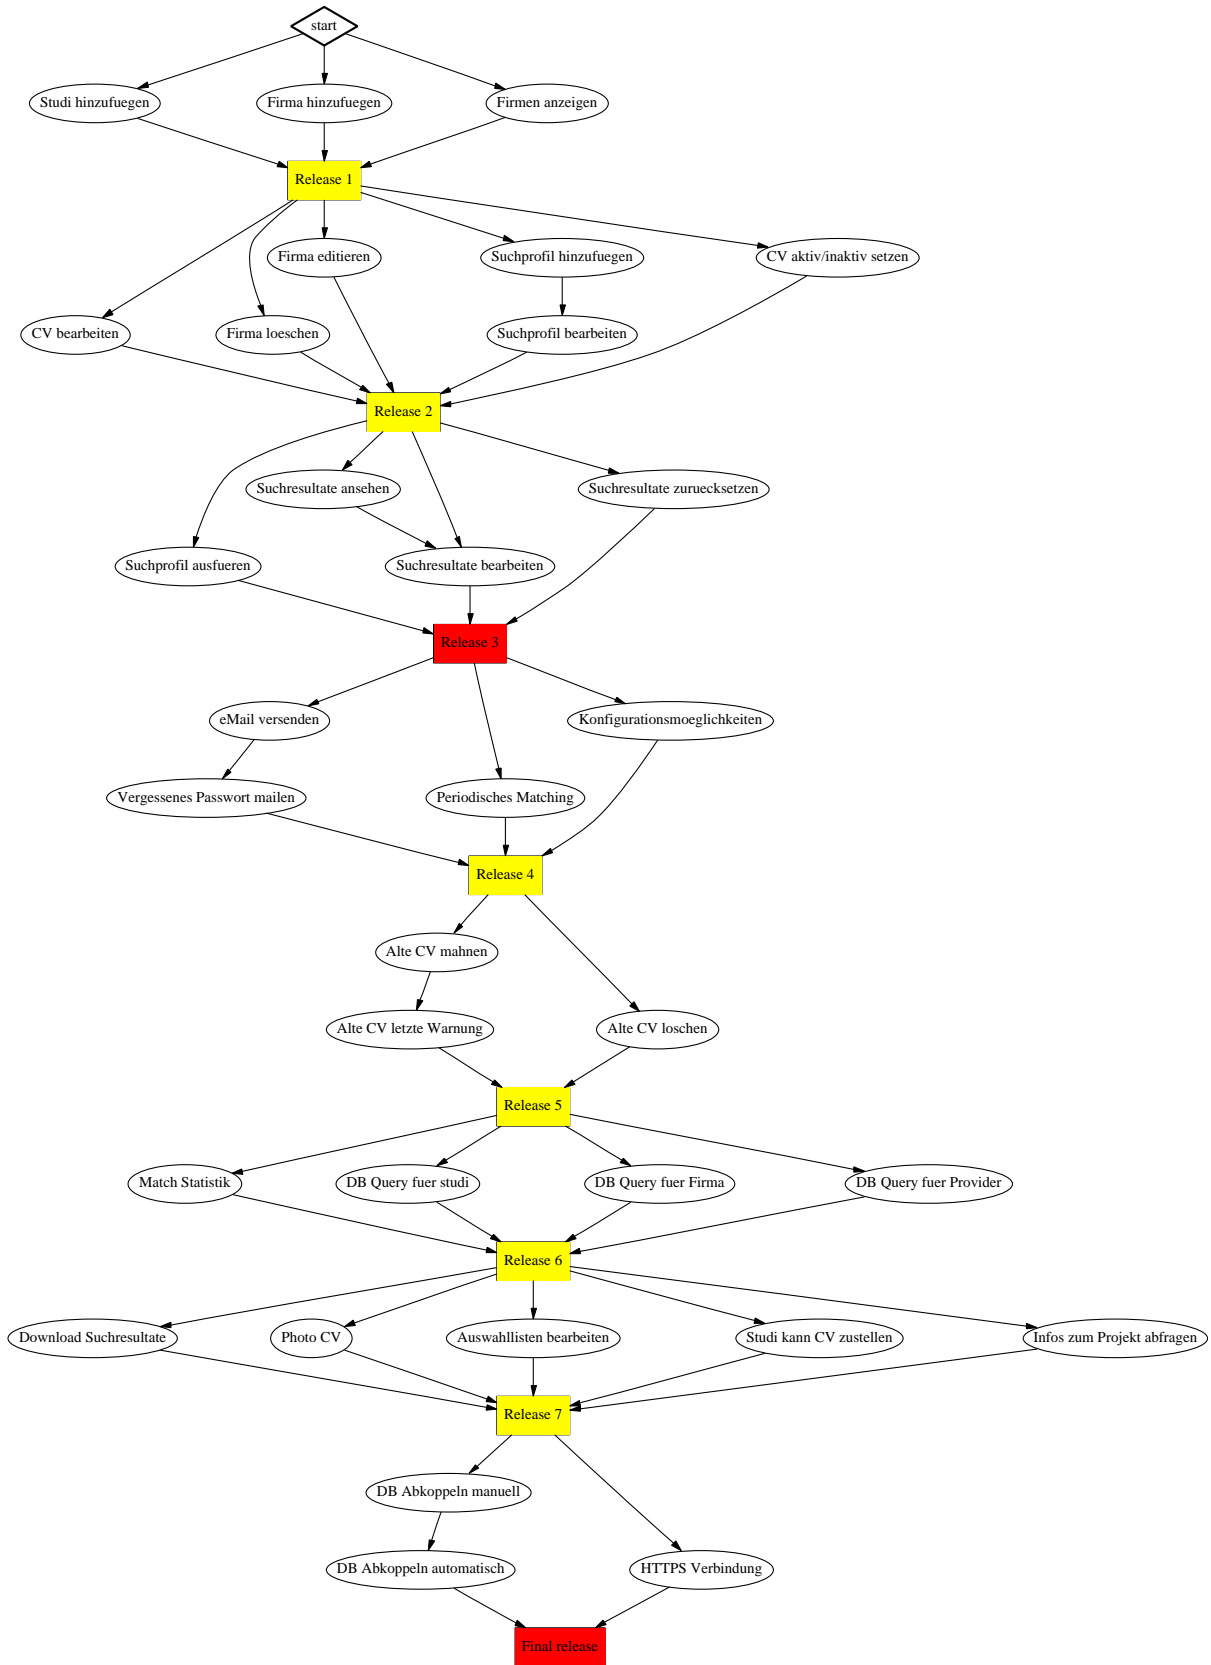 start
Studi hinzufuegen
Firma hinzufuegen
Firmen anzeigen
Release 1
Firma editieren
Suchprofil hinzufuegen
CV aktiv/inaktiv setzen
CV bearbeiten
Firma loeschen
Suchprofil bearbeiten
Release 2
Suchresultate ansehen
Suchresultate zuruecksetzen
Suchprofil ausfueren
Suchresultate bearbeiten
Release 3
eMail versenden
Konfigurationsmoeglichkeiten
Vergessenes Passwort mailen
Periodisches Matching
Release 4
Alte CV mahnen
Alte CV letzte Warnung
Alte CV loschen
Release 5
Match Statistik
DB Query fuer studi
DB Query fuer Firma
DB Query fuer Provider
Release 6
Download Suchresultate
Photo CV
Auswahllisten bearbeiten
Studi kann CV zustellen
Infos zum Projekt abfragen
Release 7
DB Abkoppeln manuell
DB Abkoppeln automatisch
HTTPS Verbindung
Final release